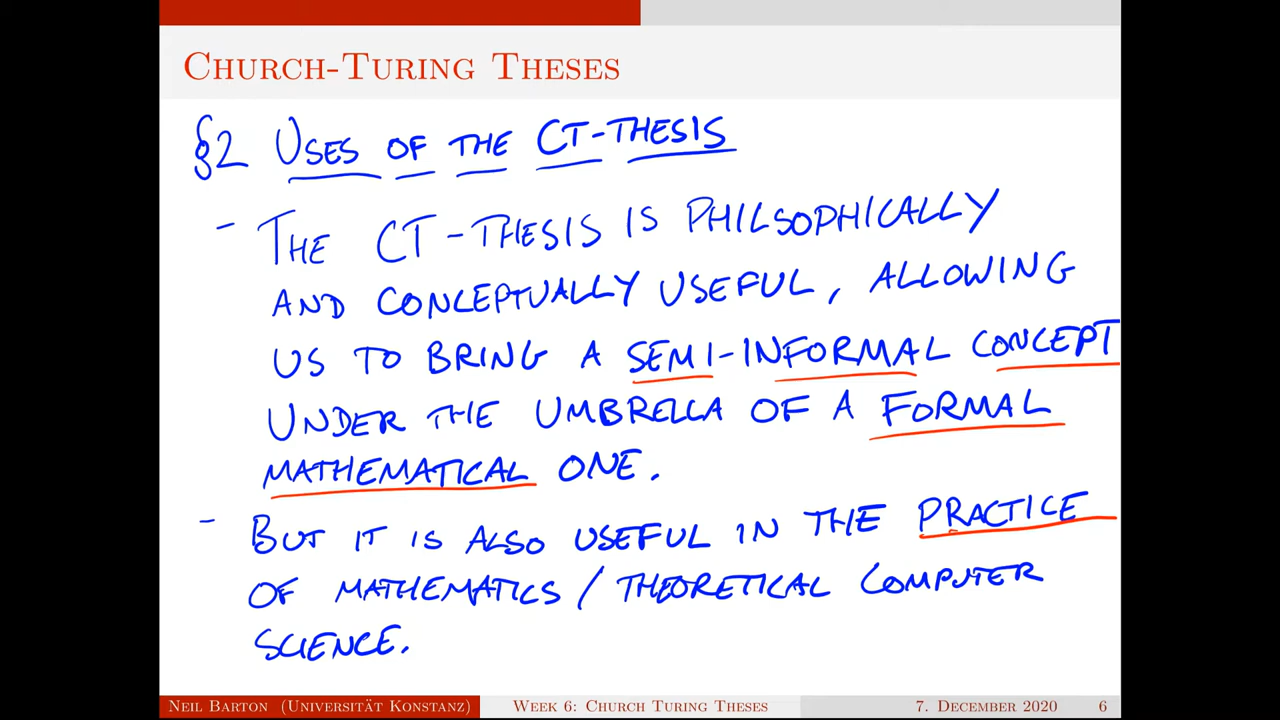 CHURCH-TURING THESES
§2 USES OF THE CT-THESIS
- THE CT-THESIS IS PHILSOPHICALLY
AND CONCEPTUALLY USEFUL, ALLOWING
US TO BRING A SEMI-INFORMAL CONCEPT
UNDER THE UMBRELLA OF A FORMAL
MATHEMATICAL ONE.
- BUT IT IS ALSO USEFUL IN THE PRACTICE
OF MATHEMATICS / THEORETICAL COMPUTER
SCIENCE.
NEIL BARTON (UNIVERSITÄT KONSTANZ) WEEK 6: CHURCH TURING THESES 7. DECEMBER 2020 6